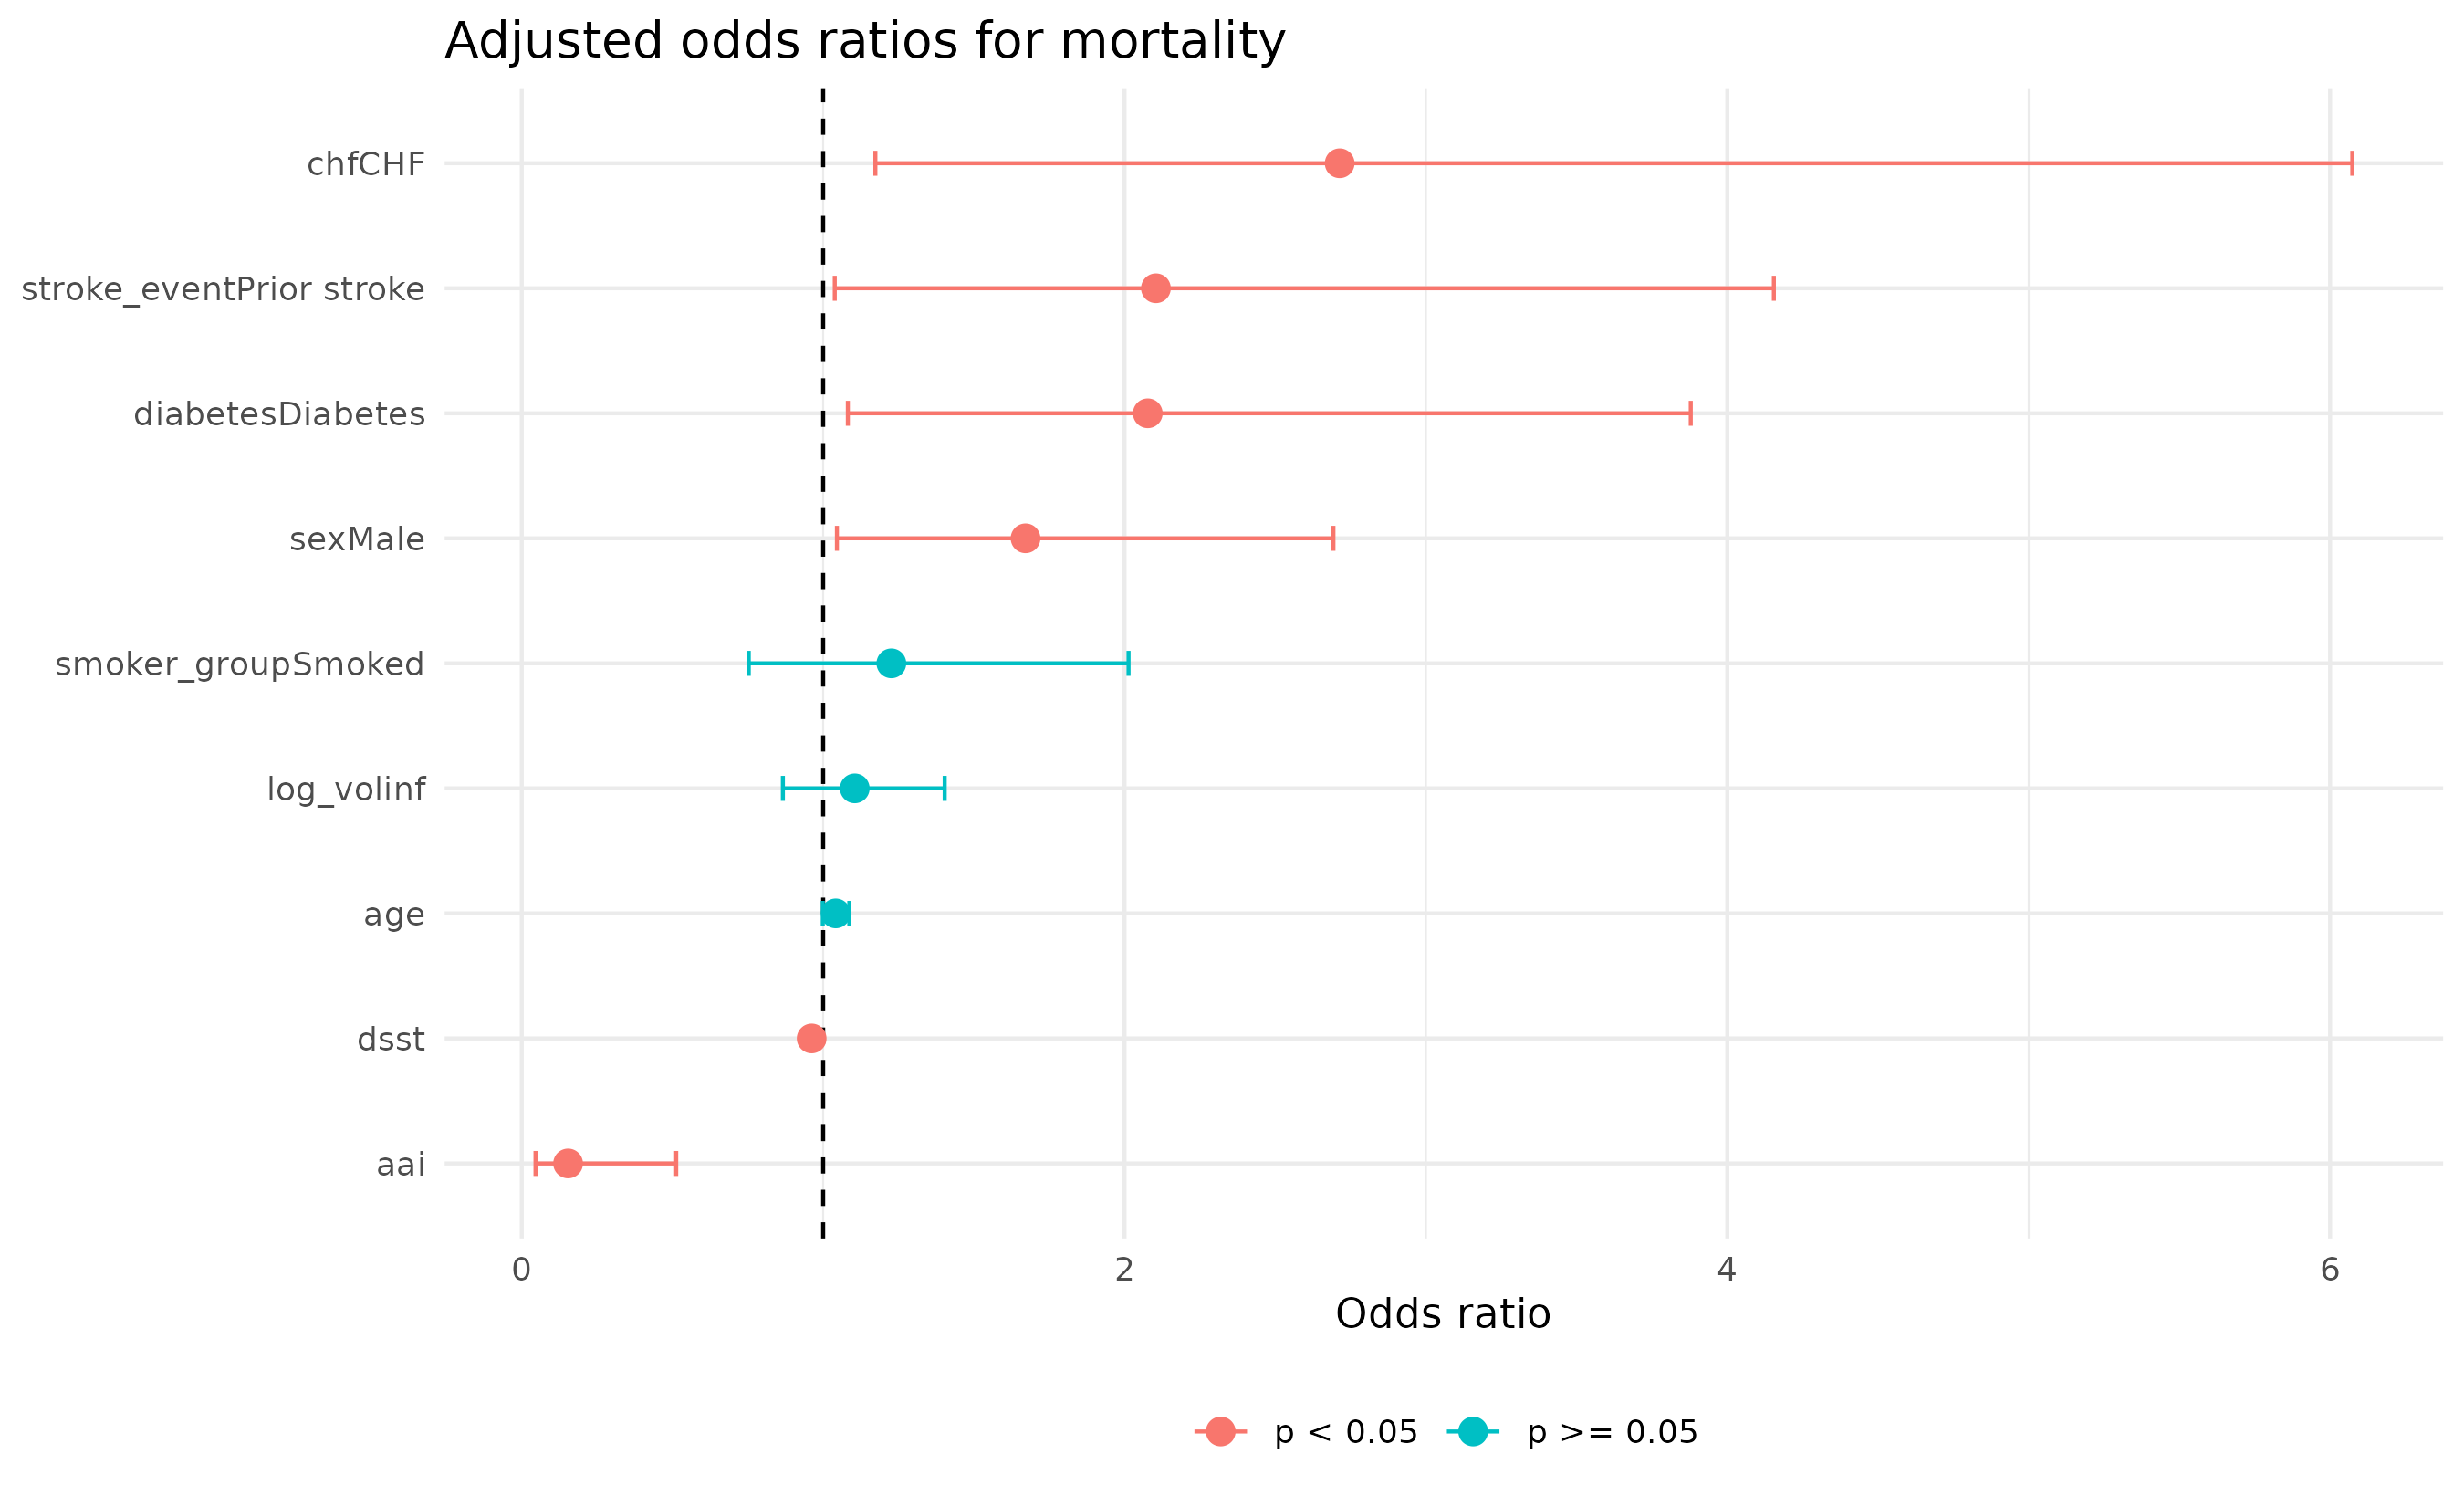 Adjusted odds ratios for mortality
chfCHF
stroke_eventPrior stroke
diabetesDiabetes
sexMale
smoker_groupSmoked
log_volinf
age
dsst
aai
0 2 4 6
Odds ratio
p < 0.05 p >= 0.05